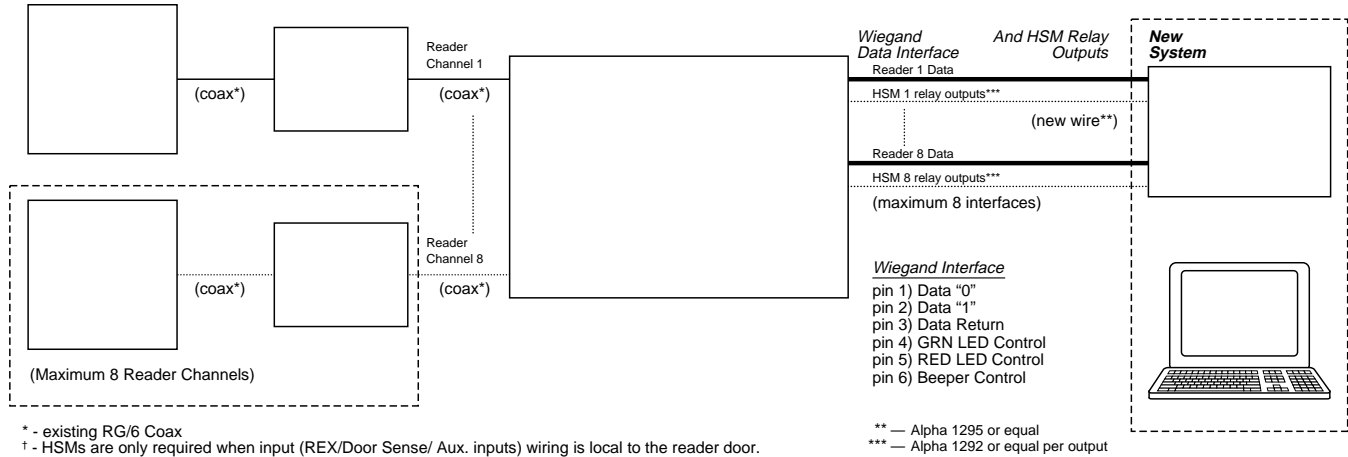 Wiegand
Data Interface
And HSM Relay
Outputs
New
System
Reader
Channel 1
Reader 1 Data
(coax*)
(coax*)
HSM 1 relay outputs***
(new wire**)
Reader 8 Data
HSM 8 relay outputs***
(maximum 8 interfaces)
Reader
Channel 8
(coax*)
(coax*)
(Maximum 8 Reader Channels)
Wiegand Interface
pin 1) Data “0”
pin 2) Data “1”
pin 3) Data Return
pin 4) GRN LED Control
pin 5) RED LED Control
pin 6) Beeper Control
* - existing RG/6 Coax
† - HSMs are only required when input (REX/Door Sense/ Aux. inputs) wiring is local to the reader door.
** — Alpha 1295 or equal
*** — Alpha 1292 or equal per output